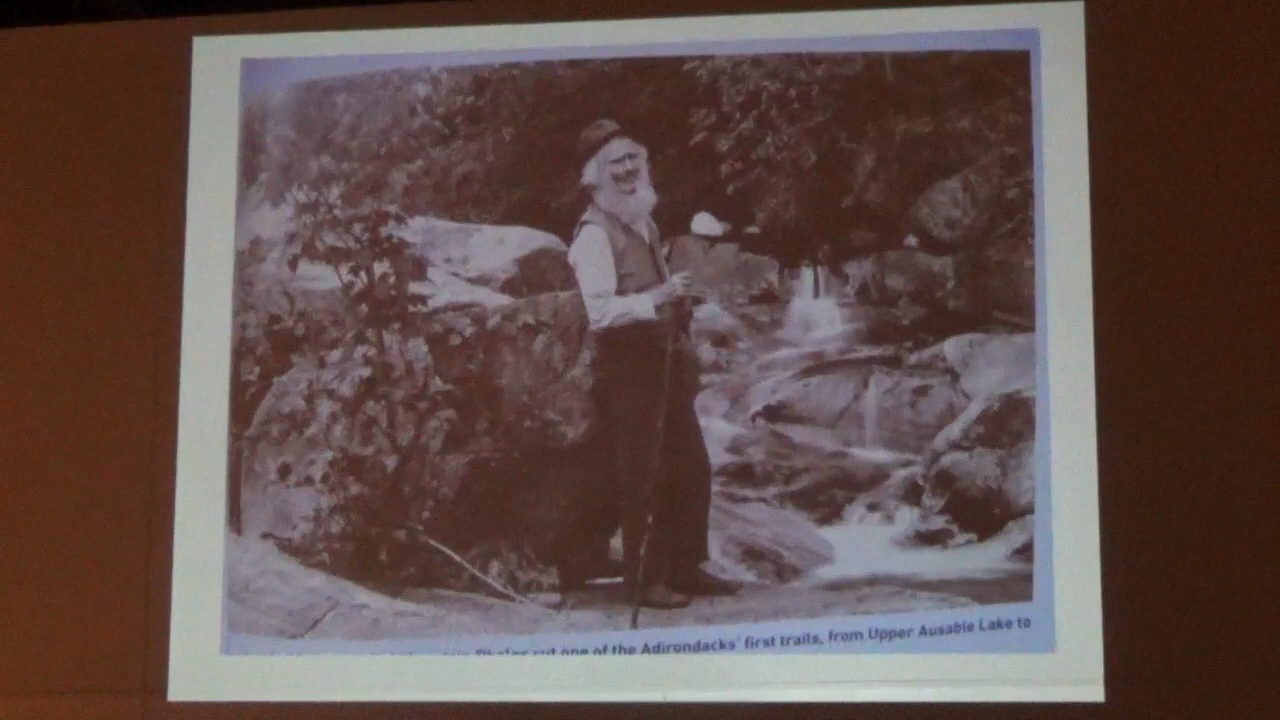 Phelps cut one of the Adirondacks' first trails, from Upper Ausable Lake to